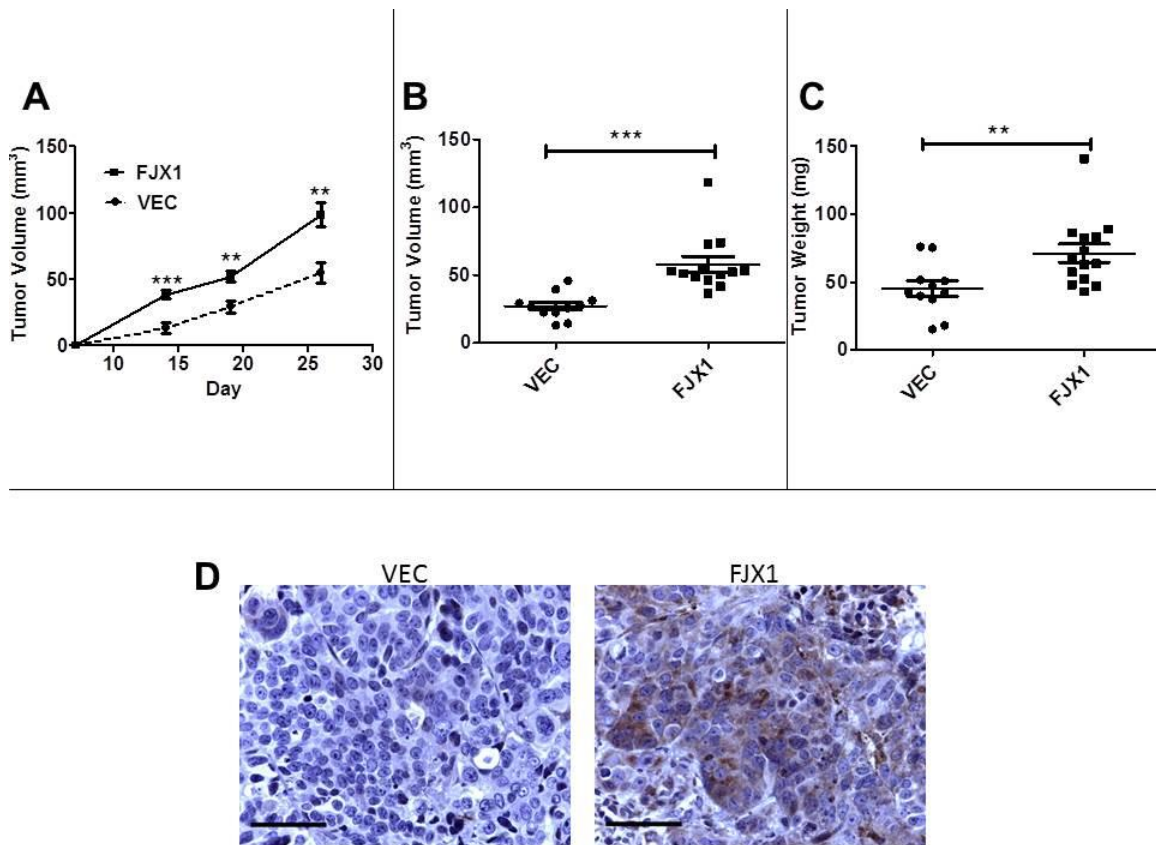 A
Tumor Volume (mm³)
150
100
50
0
10
15
20
25
30
Day
FJX1
VEC
***
**
**
B
Tumor Volume (mm³)
150
100
50
0
***
VEC
FJX1
C
Tumor Weight (mg)
150
100
50
0
**
VEC
FJX1
D
VEC
FJX1